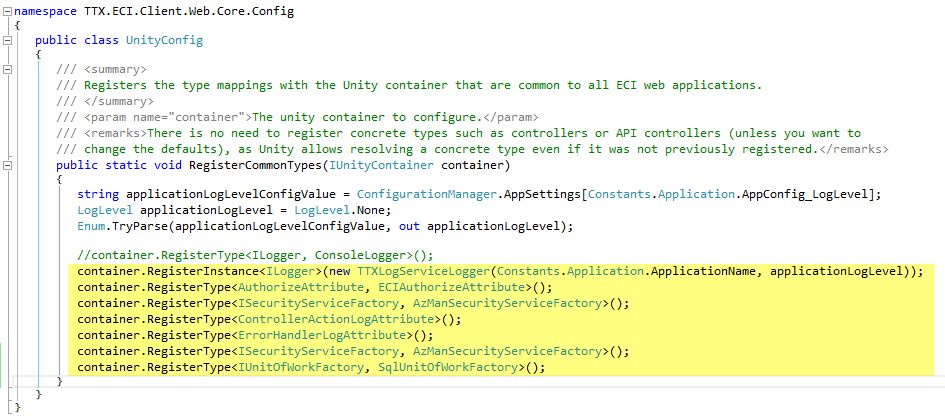 namespace TTX.ECI.Client.Web.Core.Config
{
    public class UnityConfig
    {
        /// <summary>
        /// Registers the type mappings with the Unity container that are common to all ECI web applications.
        /// </summary>
        /// <param name="container">The unity container to configure.</param>
        /// <remarks>There is no need to register concrete types such as controllers or API controllers (unless you want to
        /// change the defaults), as Unity allows resolving a concrete type even if it was not previously registered.</remarks>
        public static void RegisterCommonTypes(IUnityContainer container)
        {
            string applicationLogLevelConfigValue = ConfigurationManager.AppSettings[Constants.Application.AppConfig_LogLevel];
            LogLevel applicationLogLevel = LogLevel.None;
            Enum.TryParse(applicationLogLevelConfigValue, out applicationLogLevel);

            //container.RegisterType<ILogger, ConsoleLogger>();
            container.RegisterInstance<ILogger>(new TTXLogServiceLogger(Constants.Application.ApplicationName, applicationLogLevel));
            container.RegisterType<AuthorizeAttribute, ECIAuthorizeAttribute>();
            container.RegisterType<ISecurityServiceFactory, AzManSecurityServiceFactory>();
            container.RegisterType<ControllerActionLogAttribute>();
            container.RegisterType<ErrorHandlerLogAttribute>();
            container.RegisterType<ISecurityServiceFactory, AzManSecurityServiceFactory>();
            container.RegisterType<IUnitOfWorkFactory, SqlUnitOfWorkFactory>();
        }
    }
}